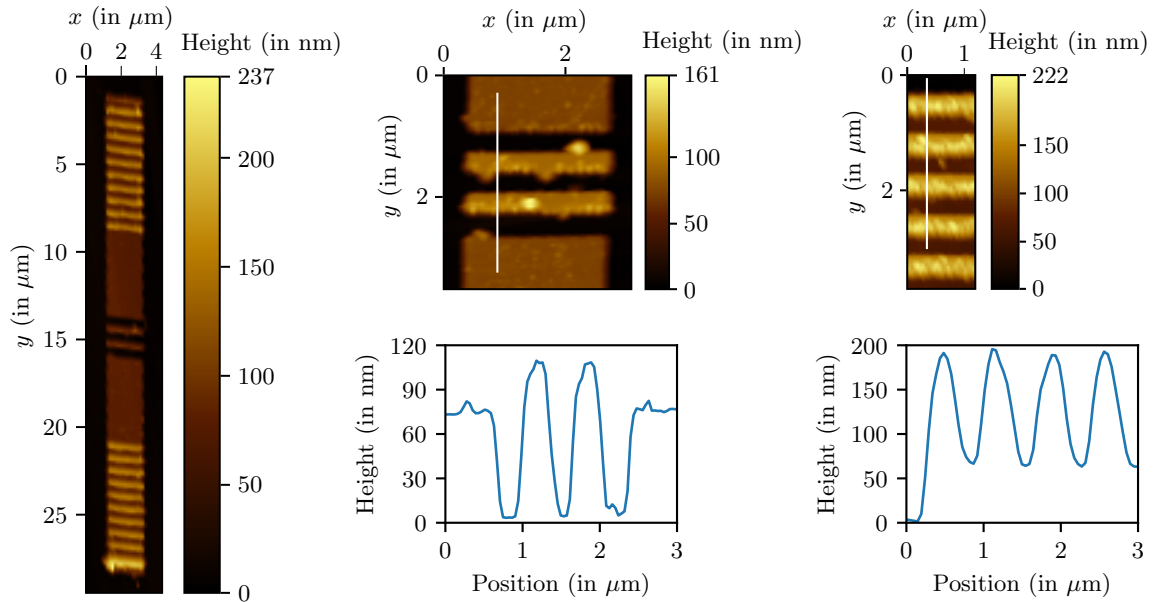 x (in μm)
0 2 4
Height (in nm)
y (in μm)
0
5
10
15
20
25
237
200
150
100
50
0
x (in μm)
0 2
Height (in nm)
y (in μm)
0
2
161
100
50
0
x (in μm)
0 1
Height (in nm)
y (in μm)
0
2
222
150
100
50
0
Height (in nm)
120
90
60
30
0
0 1 2 3
Position (in μm)
Height (in nm)
200
150
100
50
0
0 1 2 3
Position (in μm)